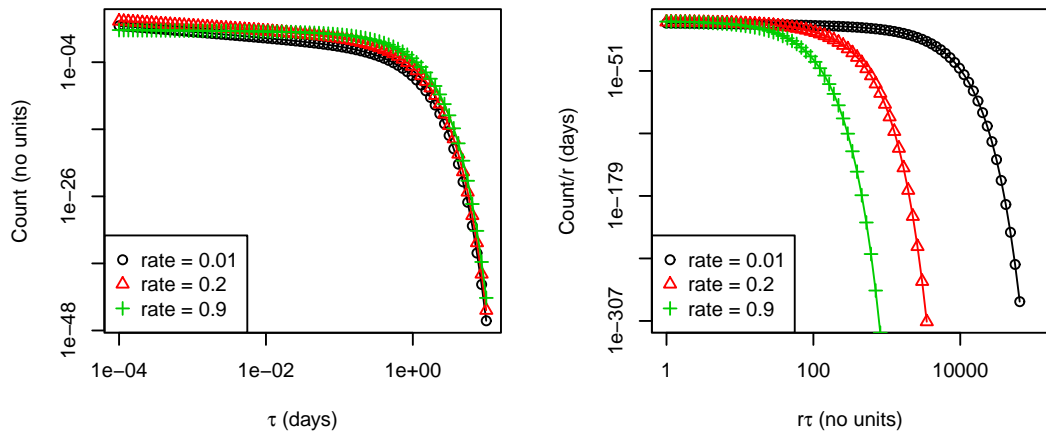 Count (no units)
1e−04
1e−26
1e−48
rate = 0.01
rate = 0.2
rate = 0.9
1e−04
1e−02
1e+00
τ (days)
Count/r (days)
1e−51
1e−179
1e−307
rate = 0.01
rate = 0.2
rate = 0.9
1
100
10000
rτ (no units)